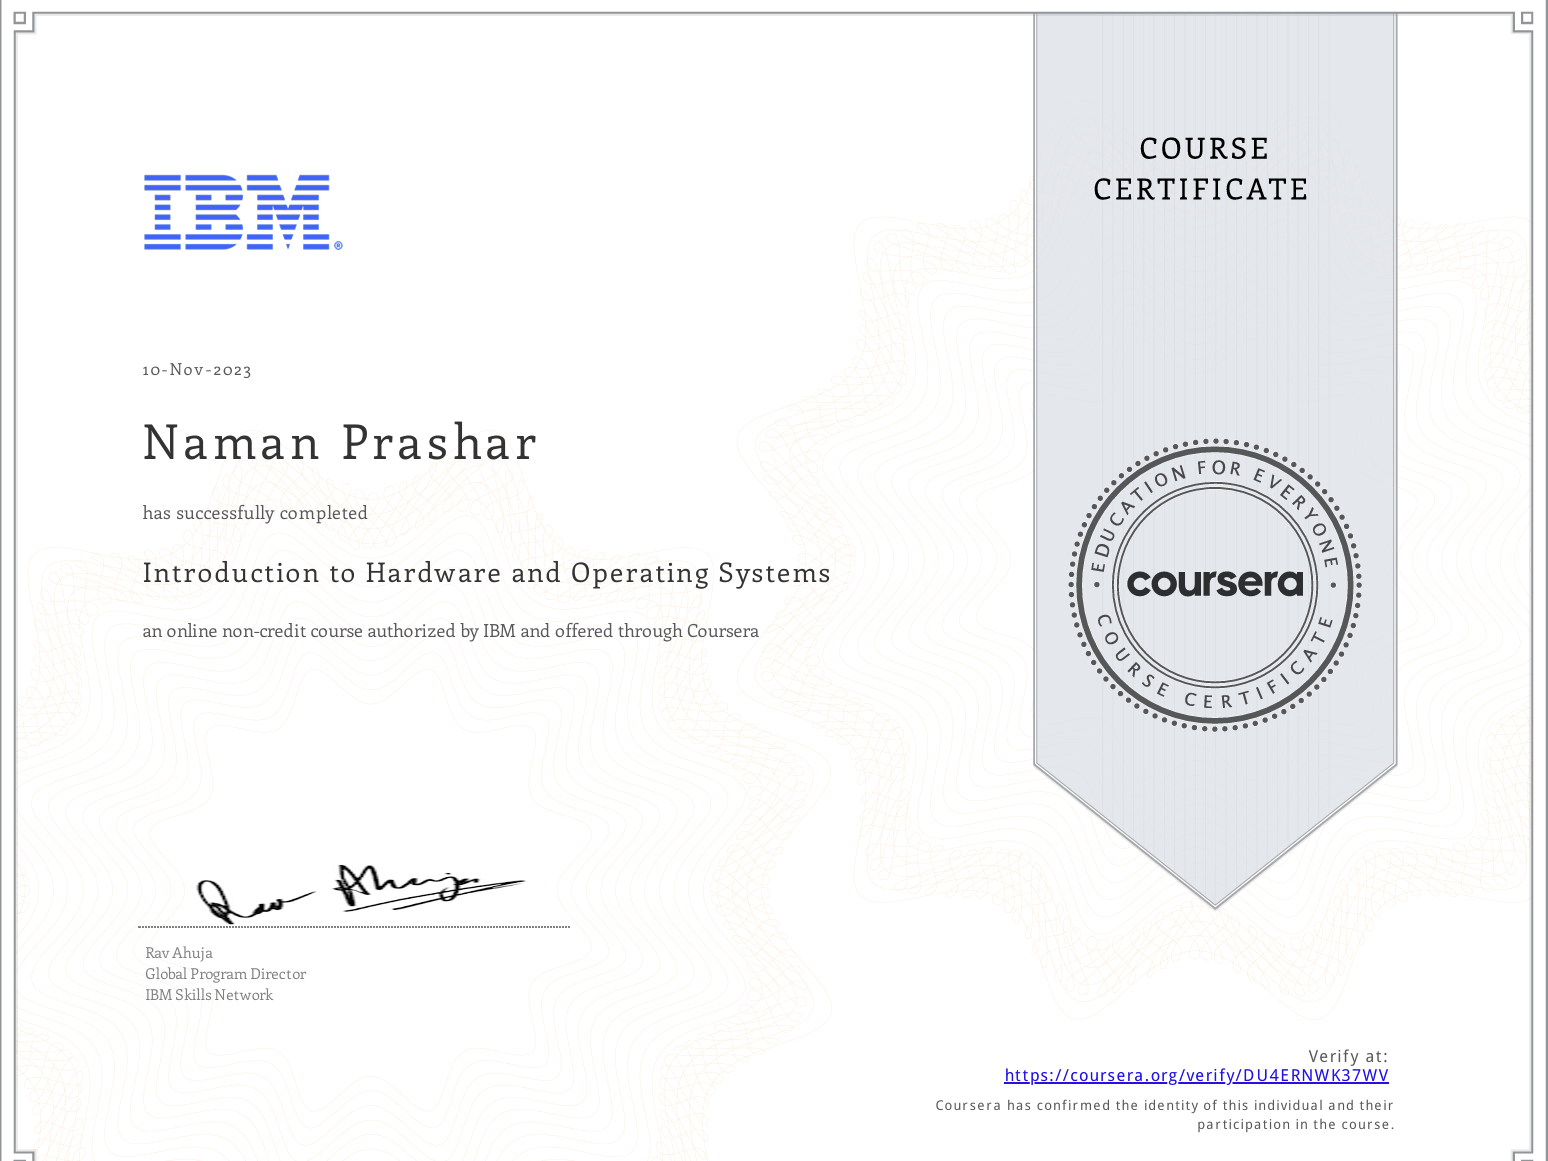 COURSE
CERTIFICATE
IBM®
10-Nov-2023
Naman Prashar
has successfully completed
Introduction to Hardware and Operating Systems
an online non-credit course authorized by IBM and offered through Coursera
EDUCATION FOR EVERYONE
coursera
COURSE CERTIFICATE
Rav Ahuja
Rav Ahuja
Global Program Director
IBM Skills Network
Verify at:
https://coursera.org/verify/DU4ERNWK37WV
Coursera has confirmed the identity of this individual and their
participation in the course.